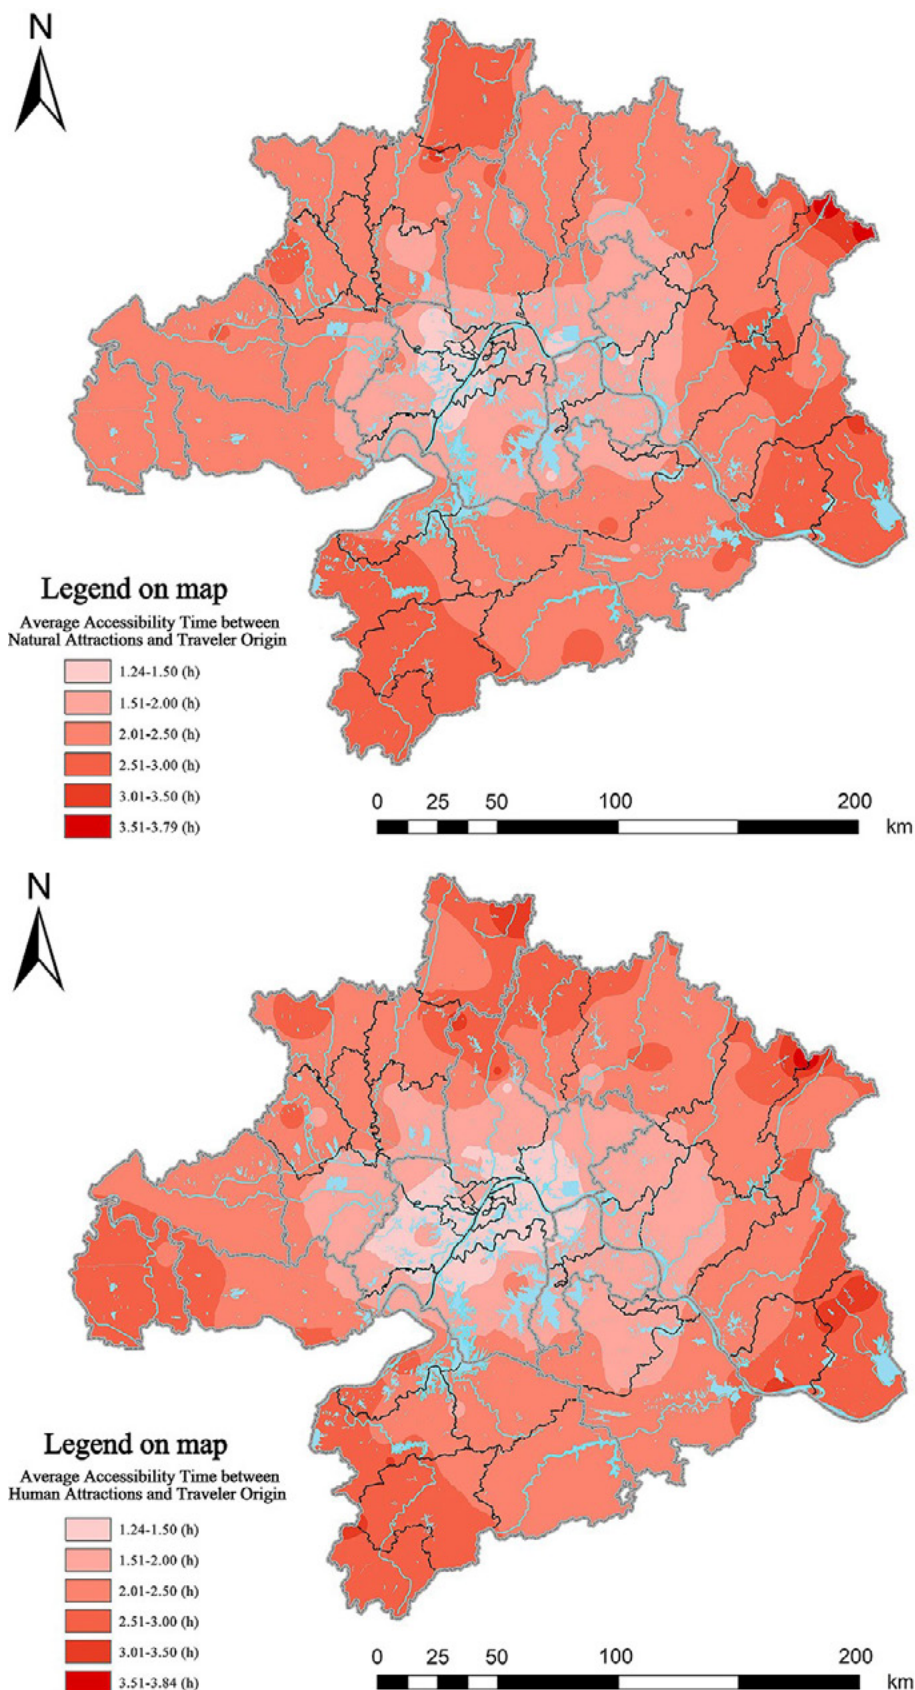 N
Legend on map
Average Accessibility Time between
Natural Attractions and Traveler Origin
1.24-1.50 (h)
1.51-2.00 (h)
2.01-2.50 (h)
2.51-3.00 (h)
3.01-3.50 (h)
3.51-3.79 (h)
0 25 50 100 200
km
N
Legend on map
Average Accessibility Time between
Human Attractions and Traveler Origin
1.24-1.50 (h)
1.51-2.00 (h)
2.01-2.50 (h)
2.51-3.00 (h)
3.01-3.50 (h)
3.51-3.84 (h)
0 25 50 100 200
km